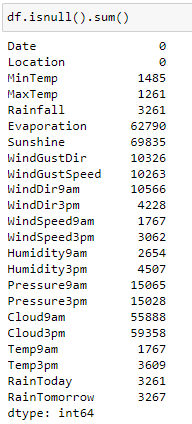 df.isnull().sum()
Date 0
Location 0
MinTemp 1485
MaxTemp 1261
Rainfall 3261
Evaporation 62790
Sunshine 69835
WindGustDir 10326
WindGustSpeed 10263
WindDir9am 10566
WindDir3pm 4228
WindSpeed9am 1767
WindSpeed3pm 3062
Humidity9am 2654
Humidity3pm 4507
Pressure9am 15065
Pressure3pm 15028
Cloud9am 55888
Cloud3pm 59358
Temp9am 1767
Temp3pm 3609
RainToday 3261
RainTomorrow 3267
dtype: int64